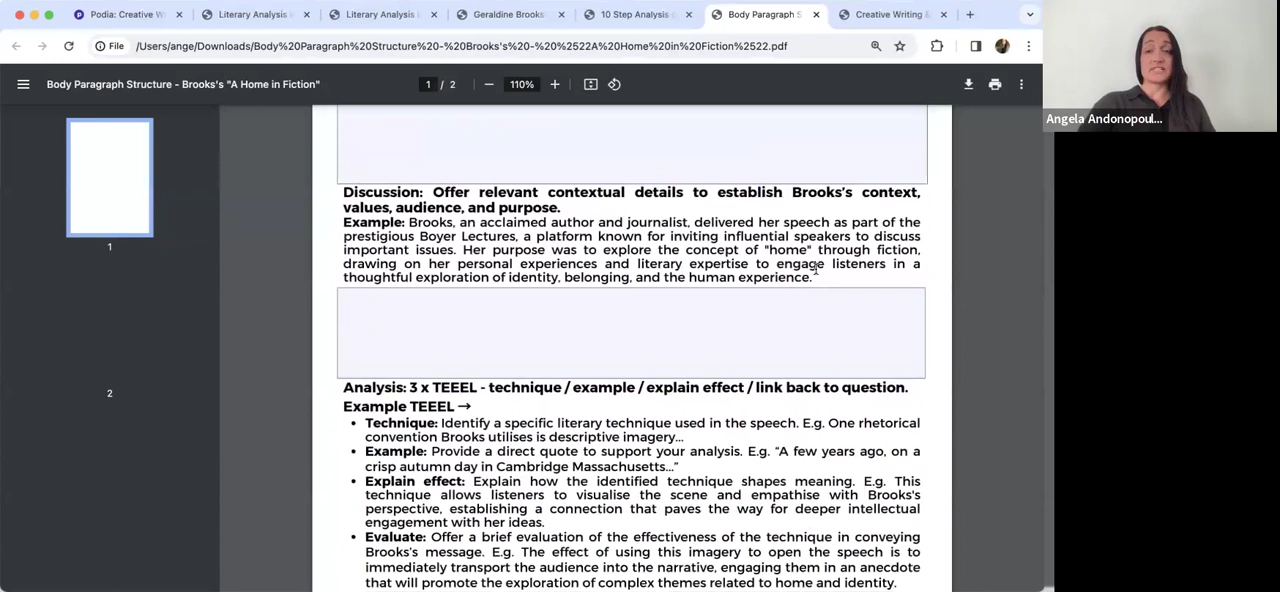 Podia: Creative W
Literary Analysis i
Literary Analysis i
Geraldine Brooks'
10 Step Analysis o
Body Paragraph S
Creative Writing &
File
/Users/ange/Downloads/Body%20Paragraph%20Structure%20-%20Brooks's%20-%20%2522A%20Home%20in%20Fiction%2522.pdf
Body Paragraph Structure - Brooks's "A Home in Fiction"
1 / 2
110%
Angela Andonopoul...
1
2
Discussion: Offer relevant contextual details to establish Brooks's context,
values, audience, and purpose.
Example: Brooks, an acclaimed author and journalist, delivered her speech as part of the
prestigious Boyer Lectures, a platform known for inviting influential speakers to discuss
important issues. Her purpose was to explore the concept of "home" through fiction,
drawing on her personal experiences and literary expertise to engage listeners in a
thoughtful exploration of identity, belonging, and the human experience.
Analysis: 3 x TEEEL - technique / example / explain effect / link back to question.
Example TEEEL →
• Technique: Identify a specific literary technique used in the speech. E.g. One rhetorical
convention Brooks utilises is descriptive imagery...
• Example: Provide a direct quote to support your analysis. E.g. “A few years ago, on a
crisp autumn day in Cambridge Massachusetts...”
• Explain effect: Explain how the identified technique shapes meaning. E.g. This
technique allows listeners to visualise the scene and empathise with Brooks's
perspective, establishing a connection that paves the way for deeper intellectual
engagement with her ideas.
• Evaluate: Offer a brief evaluation of the effectiveness of the technique in conveying
Brooks's message. E.g. The effect of using this imagery to open the speech is to
immediately transport the audience into the narrative, engaging them in an anecdote
that will promote the exploration of complex themes related to home and identity.